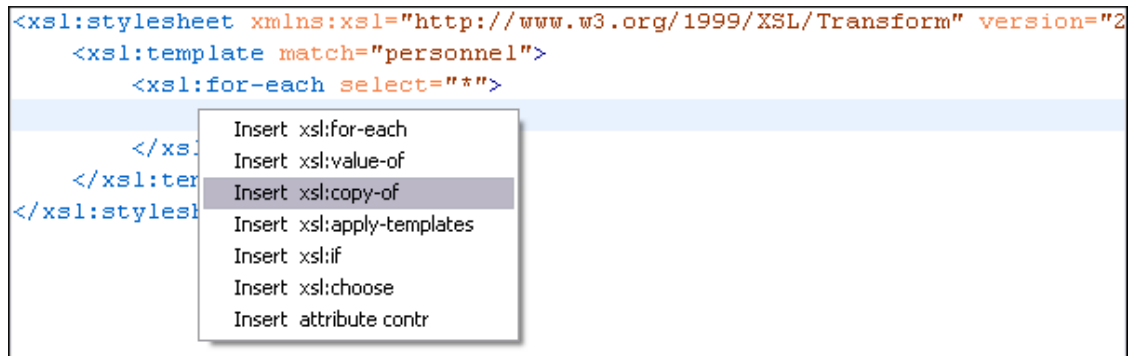 <xsl:stylesheet xmlns:xsl="http://www.w3.org/1999/XSL/Transform" version="2
<xsl:template match="personnel">
<xsl:for-each select="*">
Insert xsl:for-each
</xs
Insert xsl:value-of
</xsl:ter
Insert xsl:copy-of
</xsl:stylesh
Insert xsl:apply-templates
Insert xsl:if
Insert xsl:choose
Insert attribute contr